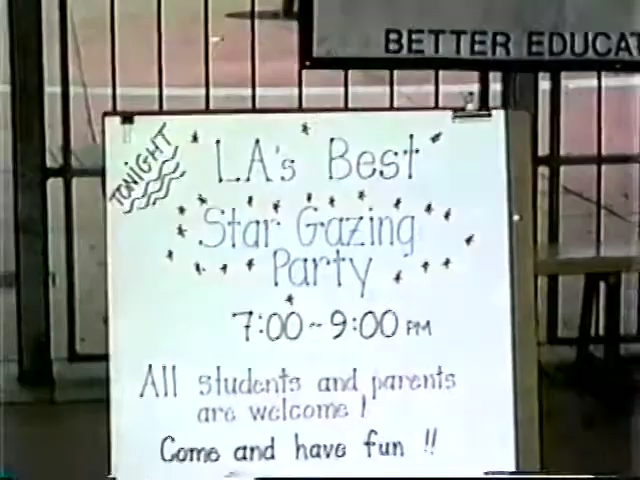 BETTER EDUCAT
TONIGHT
LA's Best
Star Gazing
Party
7:00-9:00 PM
All students and parents
are welcome!
Come and have fun !!